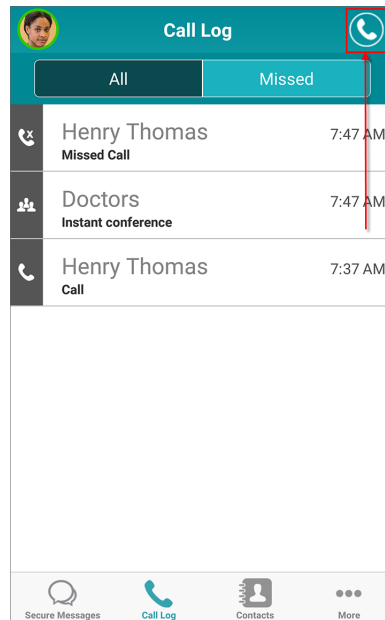 Call Log
All Missed
Henry Thomas 7:47 AM
Missed Call
Doctors 7:47 AM
Instant conference
Henry Thomas 7:37 AM
Call
Secure Messages Call Log Contacts More